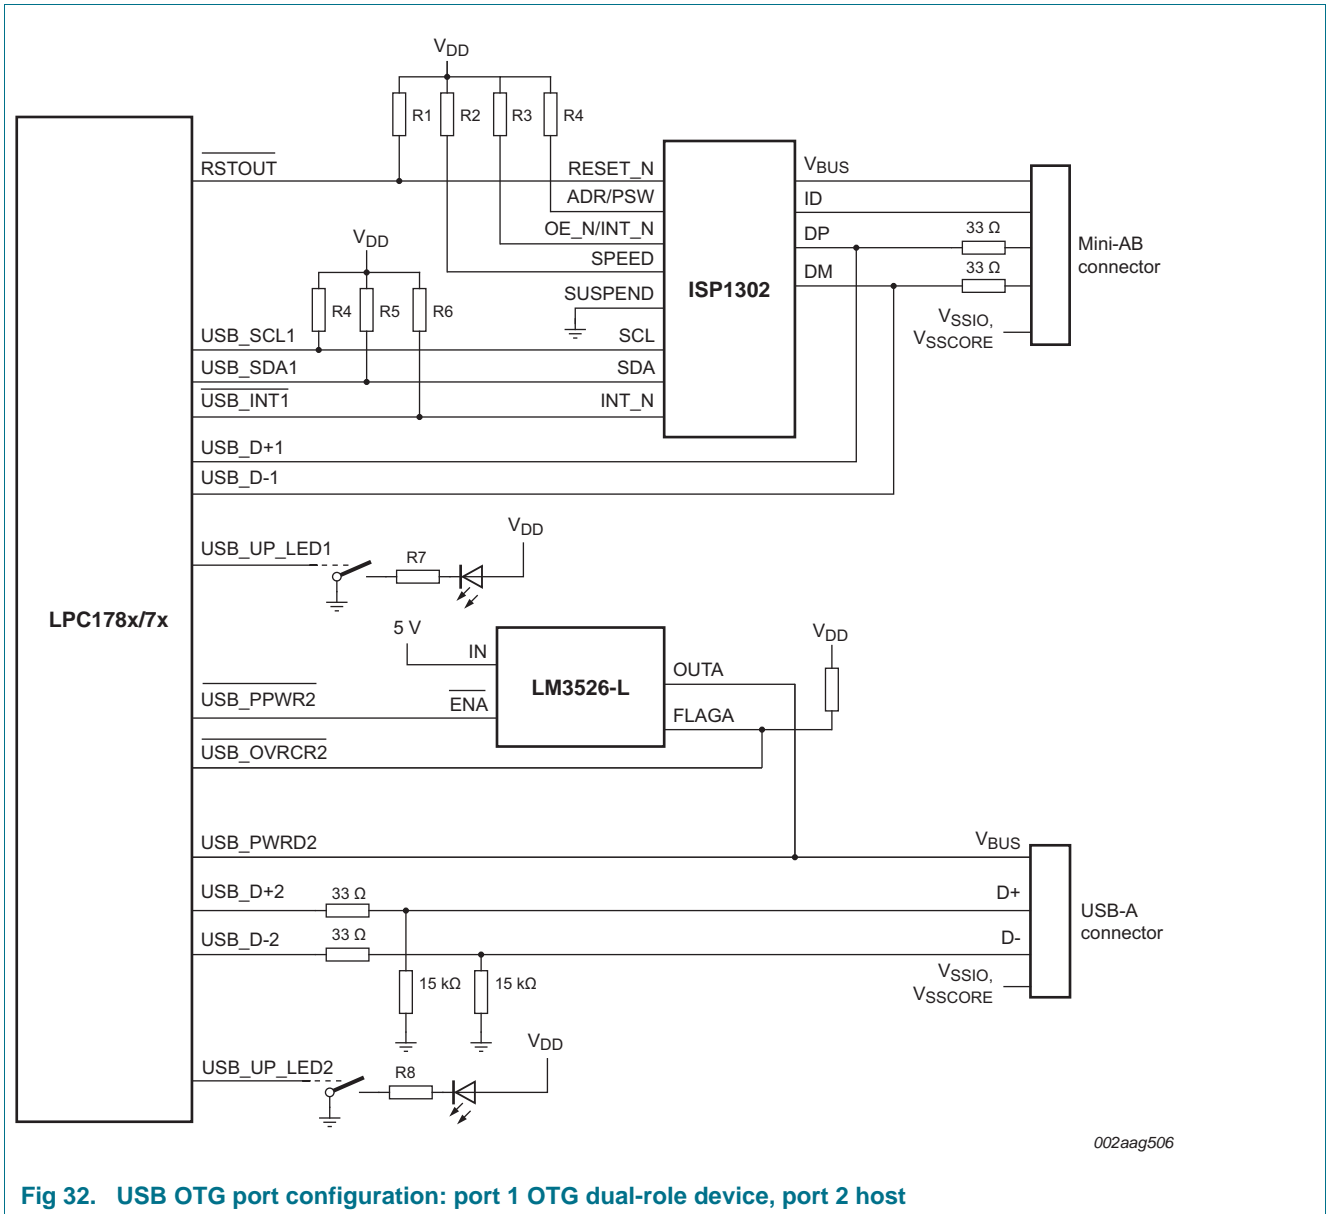 VDD
R1 R2 R3 R4
RSTOUT
RESET_N
ADR/PSW
OE_N/INT_N
SPEED
SUSPEND
SCL
SDA
INT_N
ISP1302
VBUS
ID
DP
DM
33 Ω
33 Ω
VSSIO,
VSSCORE
Mini-AB
connector
VDD
R4 R5 R6
USB_SCL1
USB_SDA1
USB_INT1
USB_D+1
USB_D-1
USB_UP_LED1
R7
VDD
LPC178x/7x
5 V
IN
ENA
LM3526-L
OUTA
FLAGA
VDD
USB_PPWR2
USB_OVRCR2
USB_PWRD2
USB_D+2
33 Ω
USB_D-2
33 Ω
15 kΩ 15 kΩ
VBUS
D+
D-
VSSIO,
VSSCORE
USB-A
connector
USB_UP_LED2
R8
VDD
002aag506
Fig 32. USB OTG port configuration: port 1 OTG dual-role device, port 2 host